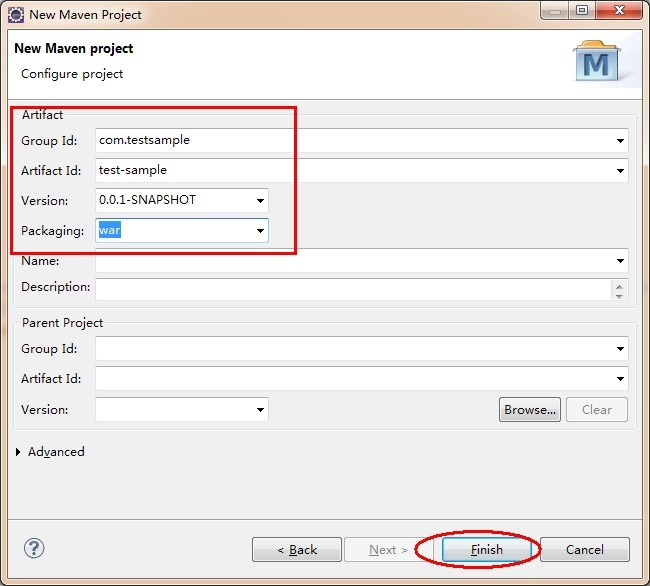 New Maven Project
New Maven project
Configure project
M
Artifact
Group Id: com.testsample
Artifact Id: test-sample
Version: 0.0.1-SNAPSHOT
Packaging: war
Name:
Description:
Parent Project
Group Id:
Artifact Id:
Version: Browse... Clear
Advanced
? < Back Next > Finish Cancel